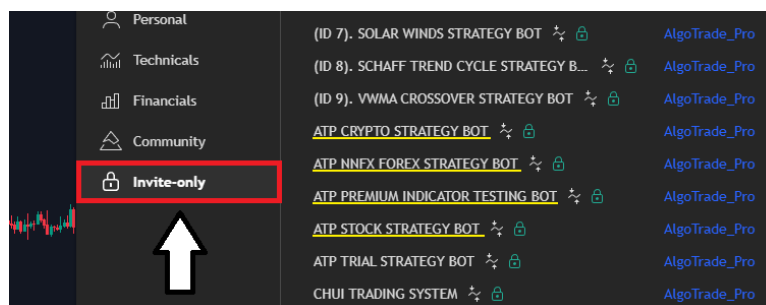 Personal
Technicals
Financials
Community
Invite-only
(ID 7). SOLAR WINDS STRATEGY BOT AlgoTrade_Pro
(ID 8). SCHAFF TREND CYCLE STRATEGY B... AlgoTrade_Pro
(ID 9). VWMA CROSSOVER STRATEGY BOT AlgoTrade_Pro
ATP CRYPTO STRATEGY BOT AlgoTrade_Pro
ATP NNFX FOREX STRATEGY BOT AlgoTrade_Pro
ATP PREMIUM INDICATOR TESTING BOT AlgoTrade_Pro
ATP STOCK STRATEGY BOT AlgoTrade_Pro
ATP TRIAL STRATEGY BOT AlgoTrade_Pro
CHUI TRADING SYSTEM AlgoTrade_Pro